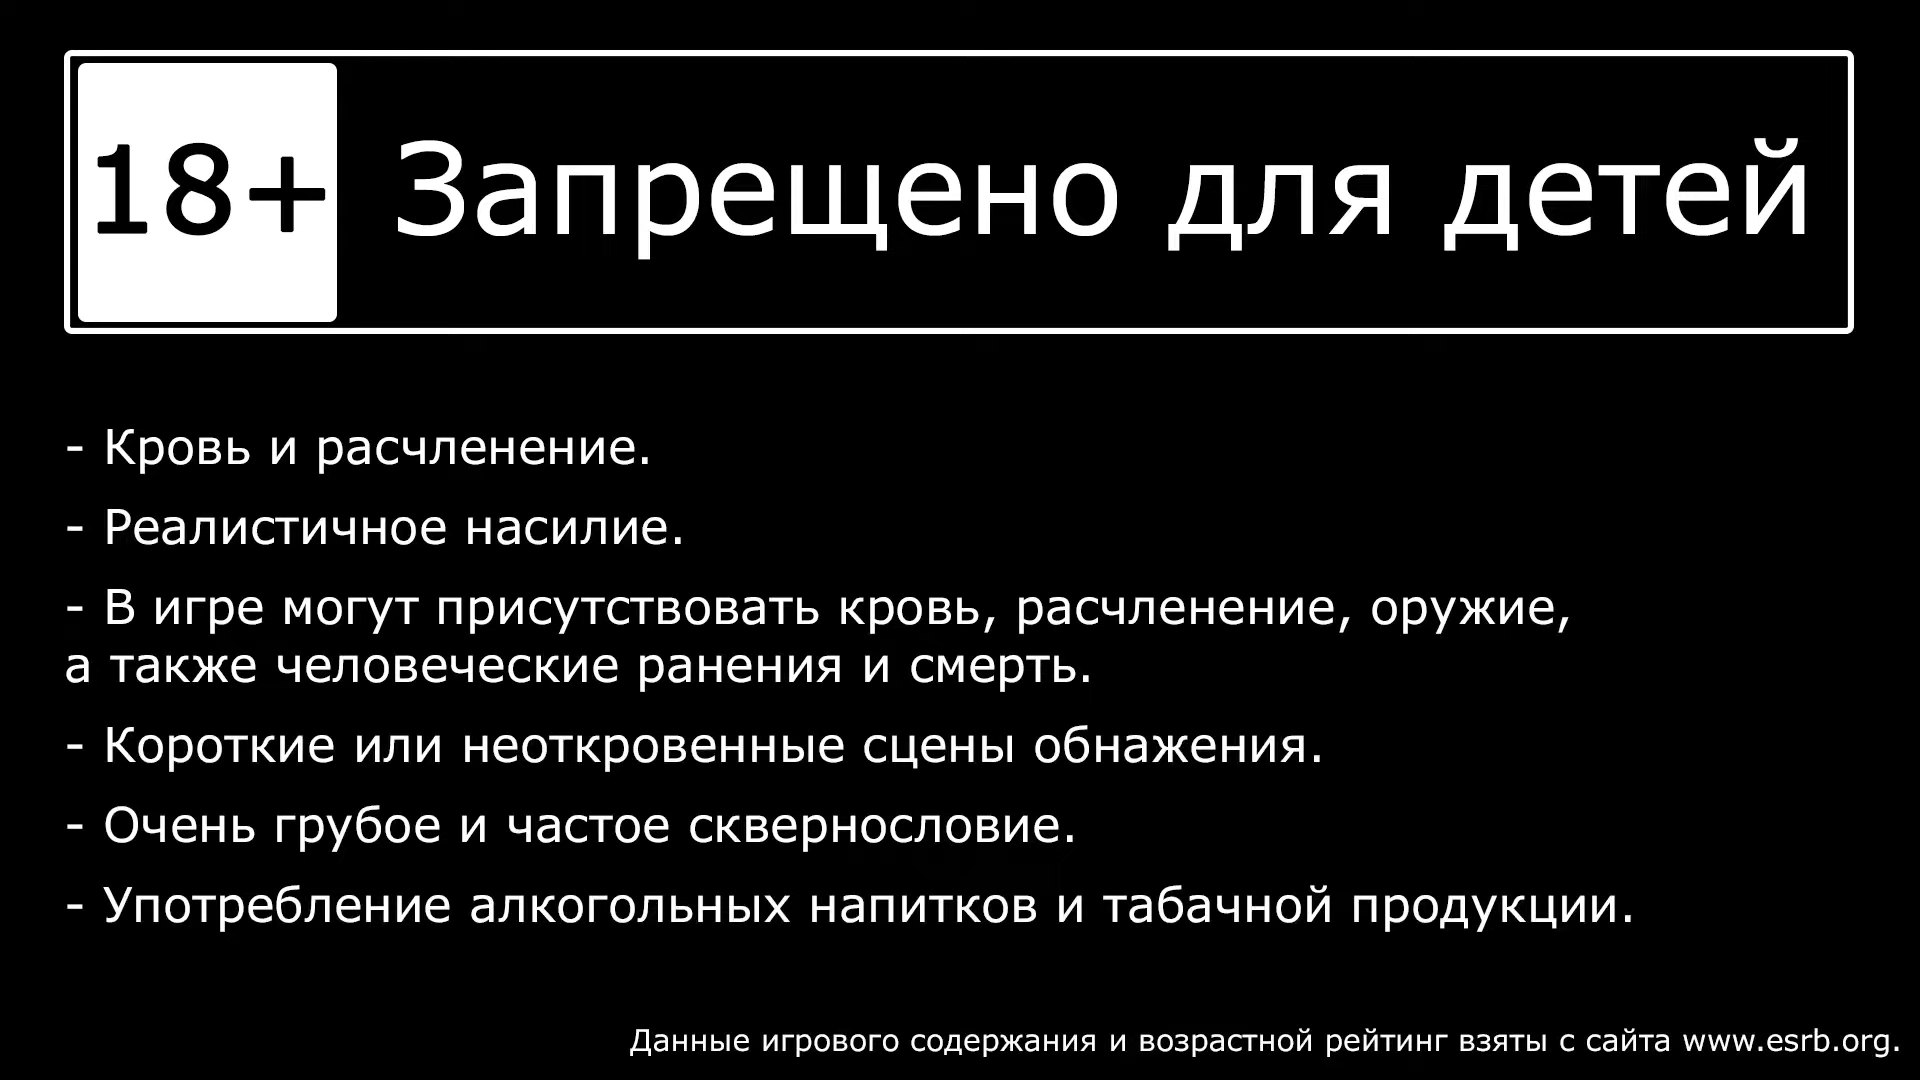 18+ Запрещено для детей
- Кровь и расчленение.
- Реалистичное насилие.
- В игре могут присутствовать кровь, расчленение, оружие,
а также человеческие ранения и смерть.
- Короткие или неоткровенные сцены обнажения.
- Очень грубое и частое сквернословие.
- Употребление алкогольных напитков и табачной продукции.
Данные игрового содержания и возрастной рейтинг взяты с сайта www.esrb.org.